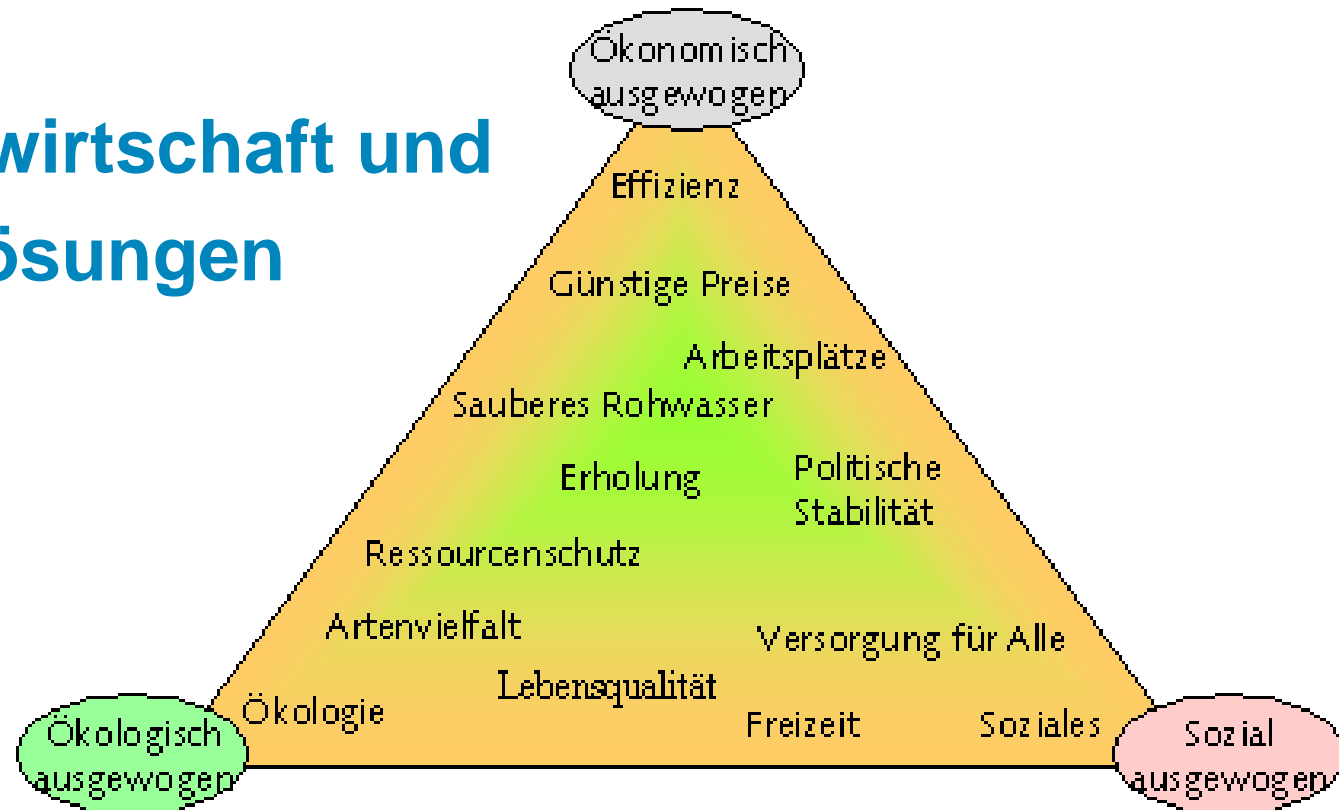 wirtschaft und
ösungen
Ökonomisch
ausgewogen
Effizienz
Günstige Preise
Arbeitsplätze
Sauberes Rohwasser
Erholung
Politische
Stabilität
Ressourcenschutz
Artenvielfalt
Versorgung für Alle
Lebensqualität
Ökologie
Freizeit
Soziales
Ökologisch
ausgewogen
Sozial
ausgewogen